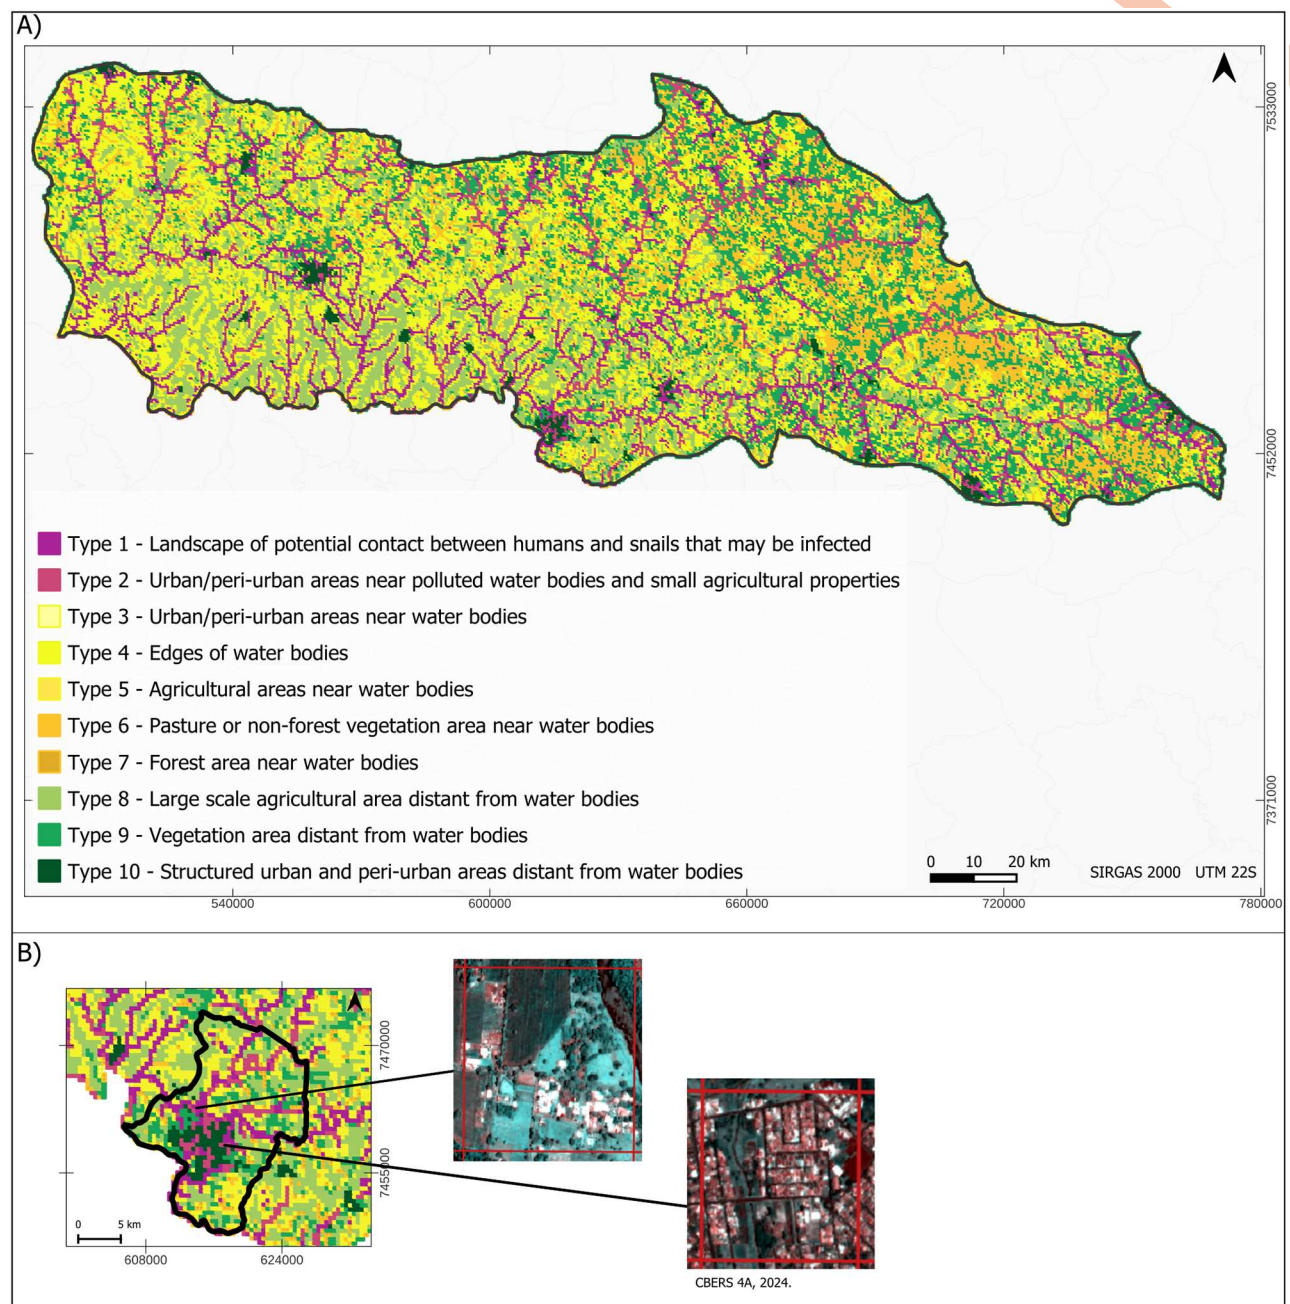 A)
7533000
7452000
7371000
Type 1 - Landscape of potential contact between humans and snails that may be infected
Type 2 - Urban/peri-urban areas near polluted water bodies and small agricultural properties
Type 3 - Urban/peri-urban areas near water bodies
Type 4 - Edges of water bodies
Type 5 - Agricultural areas near water bodies
Type 6 - Pasture or non-forest vegetation area near water bodies
Type 7 - Forest area near water bodies
Type 8 - Large scale agricultural area distant from water bodies
Type 9 - Vegetation area distant from water bodies
Type 10 - Structured urban and peri-urban areas distant from water bodies
0 10 20 km
SIRGAS 2000 UTM 22S
540000 600000 660000 720000 780000
B)
7470000
7455000
0 5 km
608000 624000
CBERS 4A, 2024.